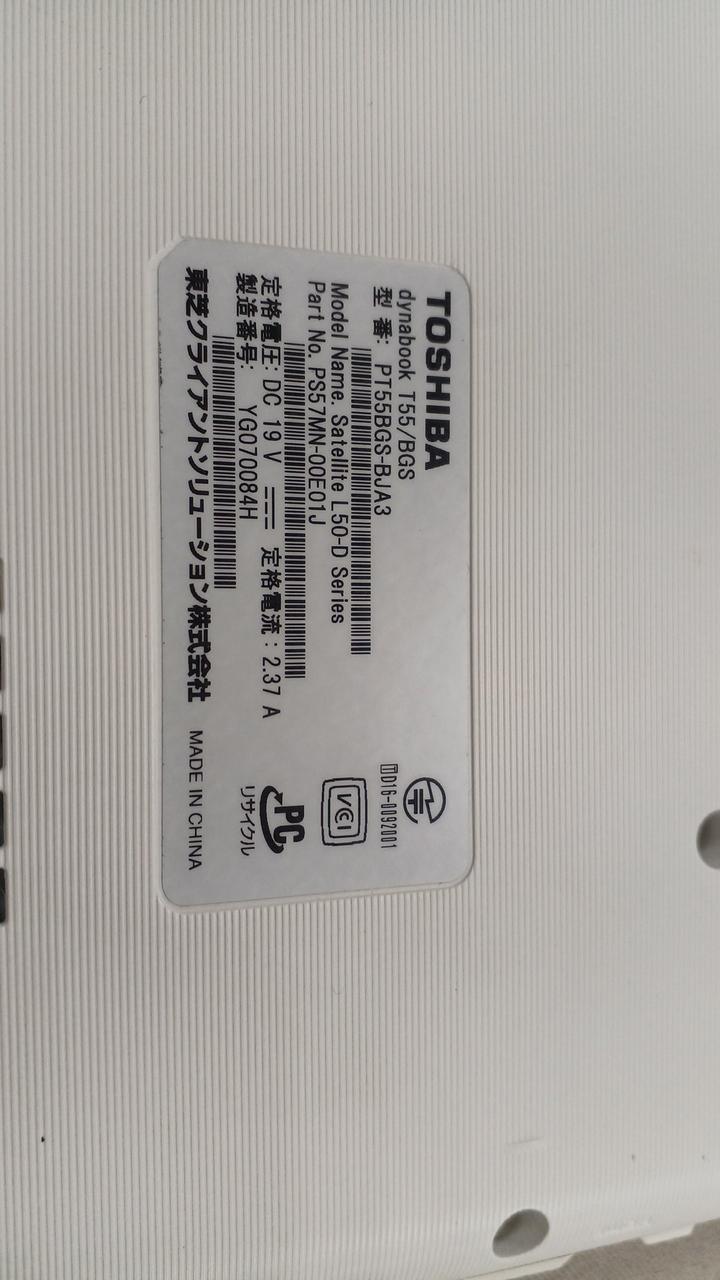 TOSHIBA
dynabook T55/BGS
型 番: PT55BGS-BJA3
Model Name. Satellite L50-D Series
Part No. PS57MN-00E01J
定格電圧: DC 19 V 定格電流: 2.37 A
製造番号: YG070084H
東芝クライアントソリューション株式会社 MADE IN CHINA
T D16-0092001
VCI
PC
リサイクル